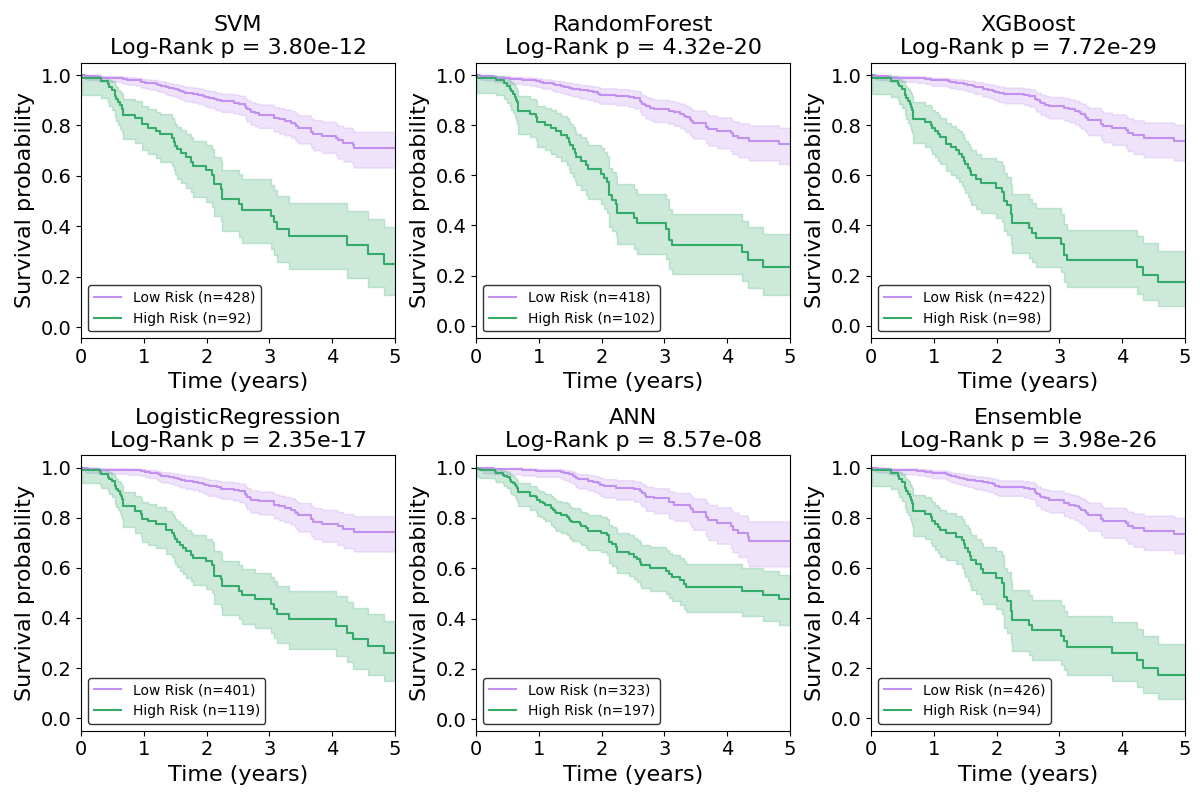 SVM
Log-Rank p = 3.80e-12
Survival probability
1.0
0.8
0.6
0.4
0.2
0.0
Low Risk (n=428)
High Risk (n=92)
0 1 2 3 4 5
Time (years)
RandomForest
Log-Rank p = 4.32e-20
Survival probability
1.0
0.8
0.6
0.4
0.2
0.0
Low Risk (n=418)
High Risk (n=102)
0 1 2 3 4 5
Time (years)
XGBoost
Log-Rank p = 7.72e-29
Survival probability
1.0
0.8
0.6
0.4
0.2
0.0
Low Risk (n=422)
High Risk (n=98)
0 1 2 3 4 5
Time (years)
LogisticRegression
Log-Rank p = 2.35e-17
Survival probability
1.0
0.8
0.6
0.4
0.2
0.0
Low Risk (n=401)
High Risk (n=119)
0 1 2 3 4 5
Time (years)
ANN
Log-Rank p = 8.57e-08
Survival probability
1.0
0.8
0.6
0.4
0.2
0.0
Low Risk (n=323)
High Risk (n=197)
0 1 2 3 4 5
Time (years)
Ensemble
Log-Rank p = 3.98e-26
Survival probability
1.0
0.8
0.6
0.4
0.2
0.0
Low Risk (n=426)
High Risk (n=94)
0 1 2 3 4 5
Time (years)